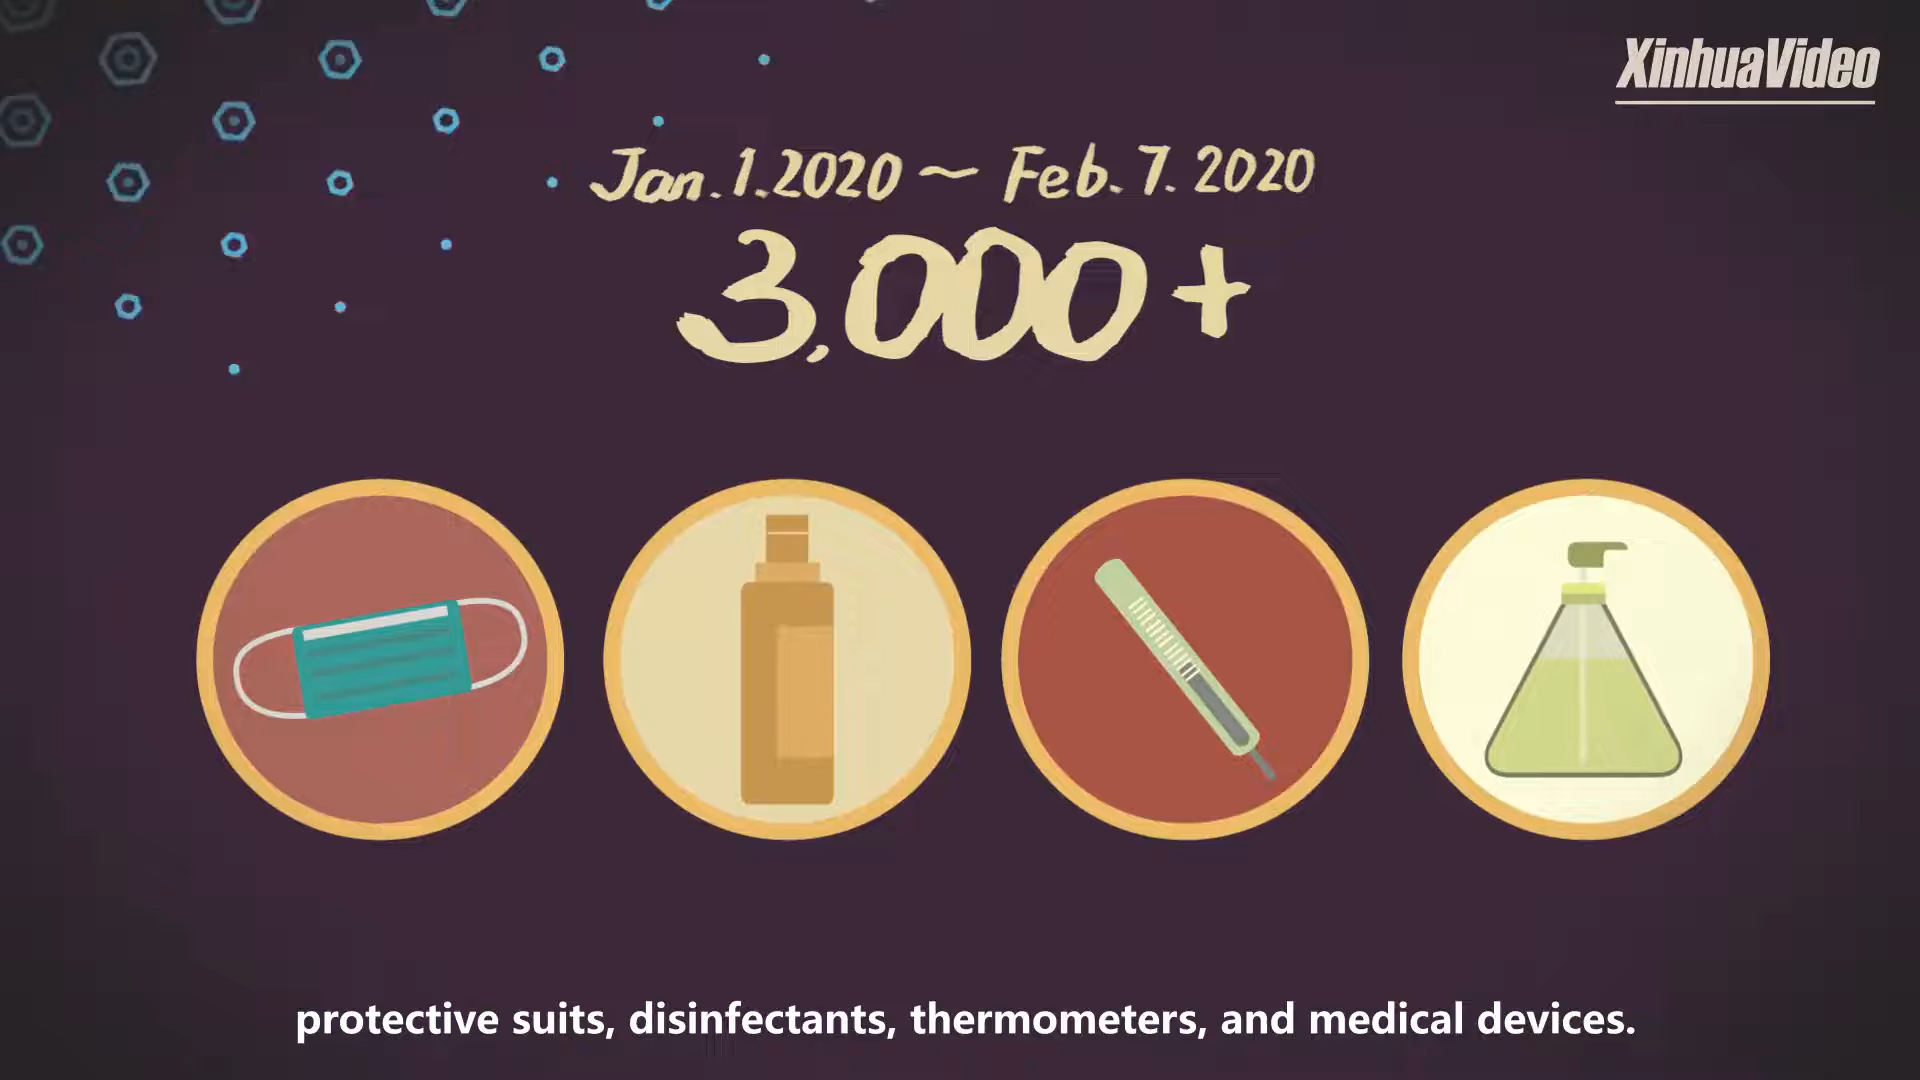 XinhuaVideo
Jan.1.2020 ~ Feb.7.2020
3,000+
protective suits, disinfectants, thermometers, and medical devices.